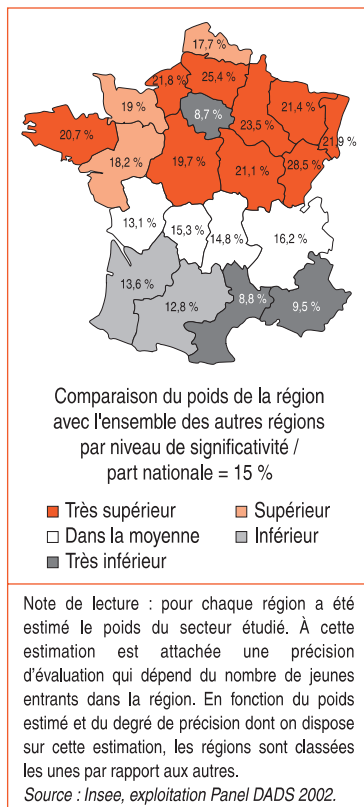 17,7 %
21,8 %
25,4 %
19 %
8,7 %
21,4 %
23,5 %
21,9 %
20,7 %
18,2 %
19,7 %
21,1 %
28,5 %
13,1 %
15,3 %
14,8 %
16,2 %
13,6 %
12,8 %
8,8 %
9,5 %
Comparaison du poids de la région
avec l'ensemble des autres régions
par niveau de significativité /
part nationale = 15 %
Très supérieur
Supérieur
Dans la moyenne
Inférieur
Très inférieur
Note de lecture : pour chaque région a été
estimé le poids du secteur étudié. À cette
estimation est attachée une précision
d'évaluation qui dépend du nombre de jeunes
entrants dans la région. En fonction du poids
estimé et du degré de précision dont on dispose
sur cette estimation, les régions sont classées
les unes par rapport aux autres.
Source : Insee, exploitation Panel DADS 2002.